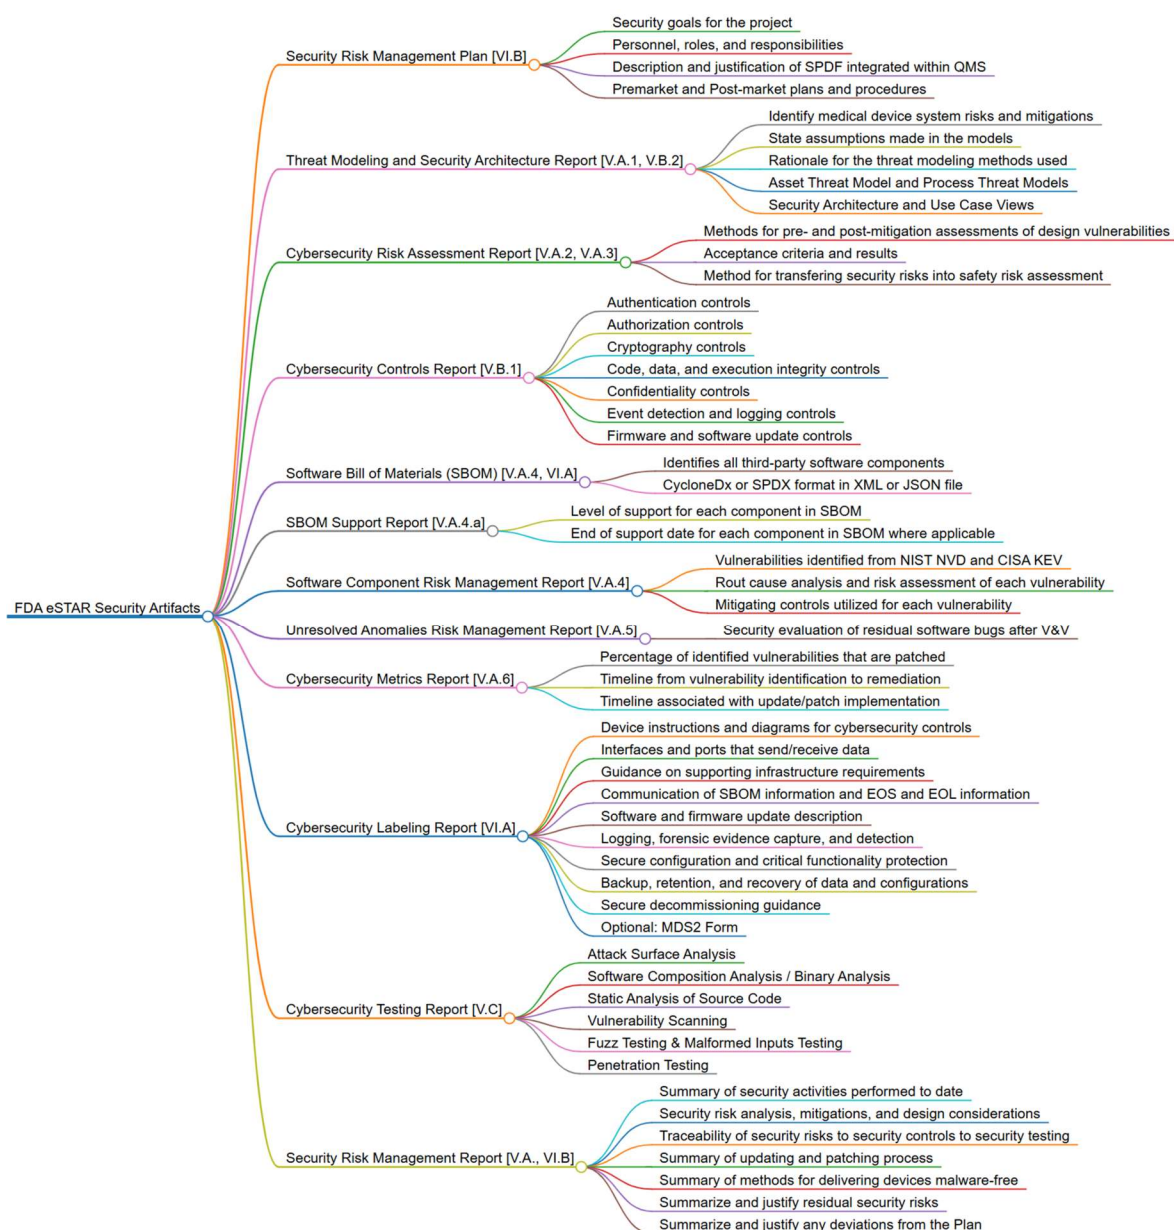 Security goals for the project
Security Risk Management Plan [VI.B]
Personnel, roles, and responsibilities
Description and justification of SPDF integrated within QMS
Premarket and Post-market plans and procedures
Identify medical device system risks and mitigations
State assumptions made in the models
Threat Modeling and Security Architecture Report [V.A.1, V.B.2]
Rationale for the threat modeling methods used
Asset Threat Model and Process Threat Models
Security Architecture and Use Case Views
Methods for pre- and post-mitigation assessments of design vulnerabilities
Cybersecurity Risk Assessment Report [V.A.2, V.A.3]
Acceptance criteria and results
Method for transfering security risks into safety risk assessment
Authentication controls
Authorization controls
Cryptography controls
Cybersecurity Controls Report [V.B.1]
Code, data, and execution integrity controls
Confidentiality controls
Event detection and logging controls
Firmware and software update controls
Identifies all third-party software components
Software Bill of Materials (SBOM) [V.A.4, VI.A]
CycloneDx or SPDX format in XML or JSON file
Level of support for each component in SBOM
SBOM Support Report [V.A.4.a]
End of support date for each component in SBOM where applicable
Vulnerabilities identified from NIST NVD and CISA KEV
Software Component Risk Management Report [V.A.4]
Rout cause analysis and risk assessment of each vulnerability
Mitigating controls utilized for each vulnerability
FDA eSTAR Security Artifacts
Unresolved Anomalies Risk Management Report [V.A.5]
Security evaluation of residual software bugs after V&V
Percentage of identified vulnerabilities that are patched
Cybersecurity Metrics Report [V.A.6]
Timeline from vulnerability identification to remediation
Timeline associated with update/patch implementation
Device instructions and diagrams for cybersecurity controls
Interfaces and ports that send/receive data
Guidance on supporting infrastructure requirements
Communication of SBOM information and EOS and EOL information
Software and firmware update description
Cybersecurity Labeling Report [VI.A]
Logging, forensic evidence capture, and detection
Secure configuration and critical functionality protection
Backup, retention, and recovery of data and configurations
Secure decommissioning guidance
Optional: MDS2 Form
Attack Surface Analysis
Software Composition Analysis / Binary Analysis
Static Analysis of Source Code
Cybersecurity Testing Report [V.C]
Vulnerability Scanning
Fuzz Testing & Malformed Inputs Testing
Penetration Testing
Summary of security activities performed to date
Security risk analysis, mitigations, and design considerations
Traceability of security risks to security controls to security testing
Security Risk Management Report [V.A., VI.B]
Summary of updating and patching process
Summary of methods for delivering devices malware-free
Summarize and justify residual security risks
Summarize and justify any deviations from the Plan